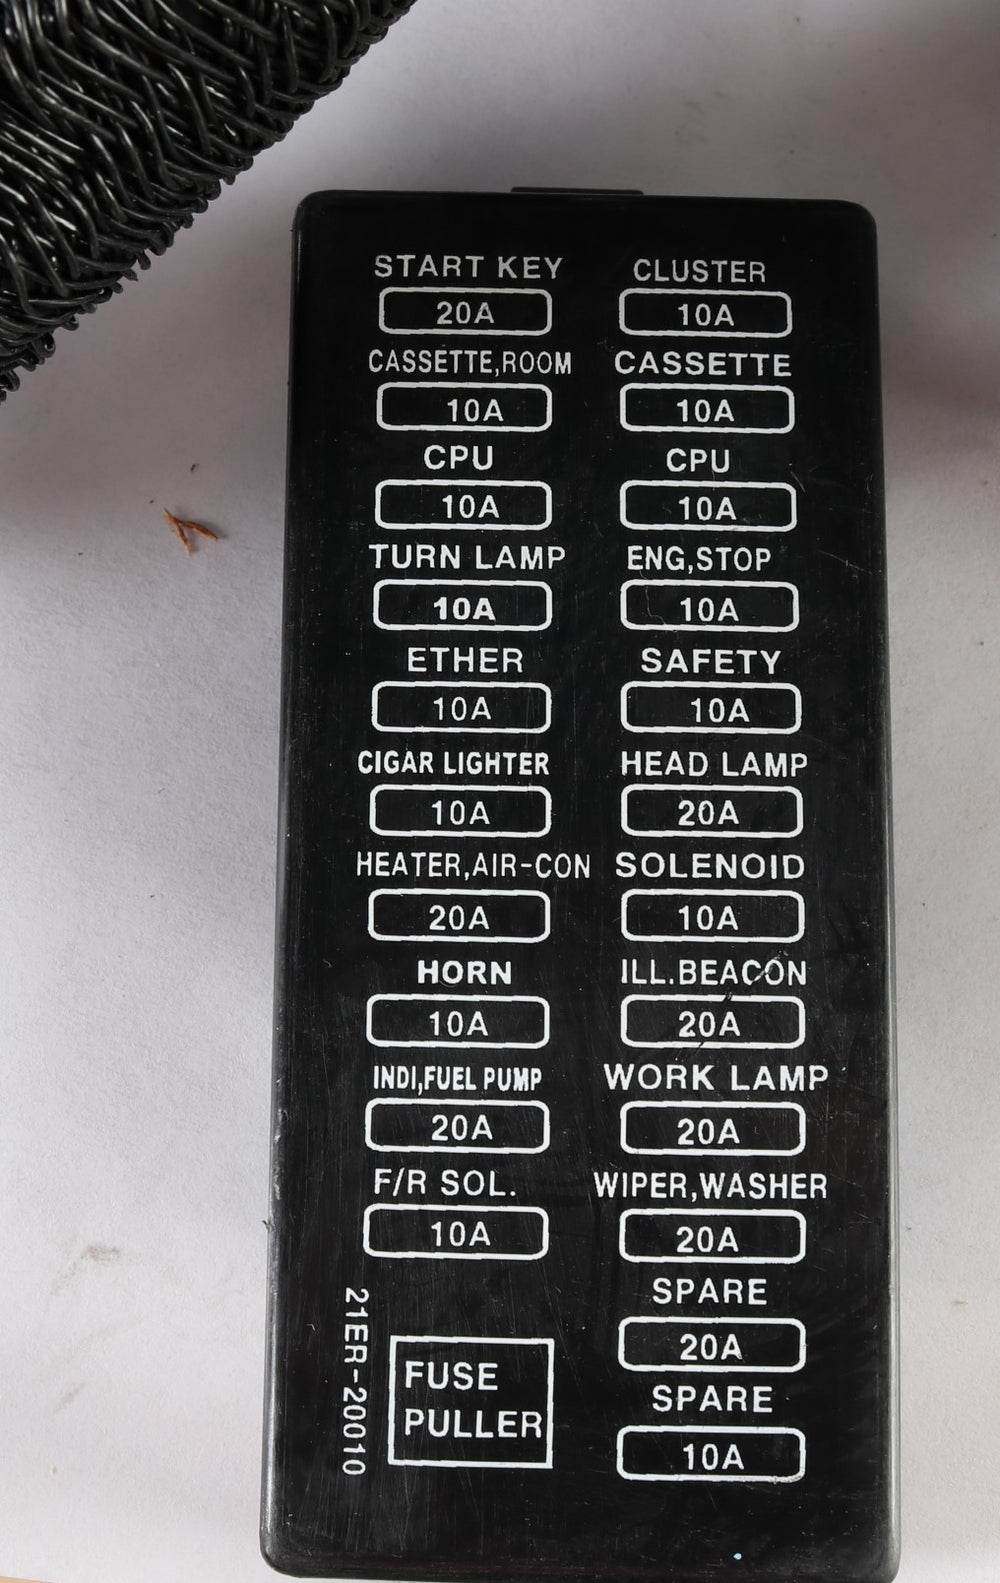 START KEY
20A
CASSETTE,ROOM
10A
CPU
10A
TURN LAMP
10A
ETHER
10A
CIGAR LIGHTER
10A
HEATER,AIR-CON
20A
HORN
10A
INDI,FUEL PUMP
20A
F/R SOL.
10A
21ER-20010
FUSE
PULLER
CLUSTER
10A
CASSETTE
10A
CPU
10A
ENG,STOP
10A
SAFETY
10A
HEAD LAMP
20A
SOLENOID
10A
ILL.BEACON
20A
WORK LAMP
20A
WIPER,WASHER
20A
SPARE
20A
SPARE
10A